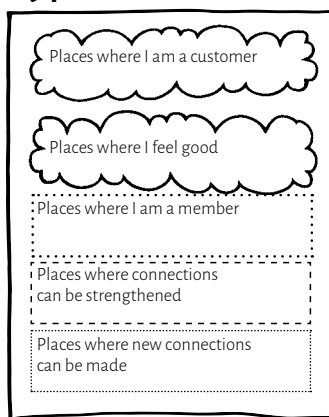 Places where I am a customer
Places where I feel good
Places where I am a member
Places where connections
can be strengthened
Places where new connections
can be made